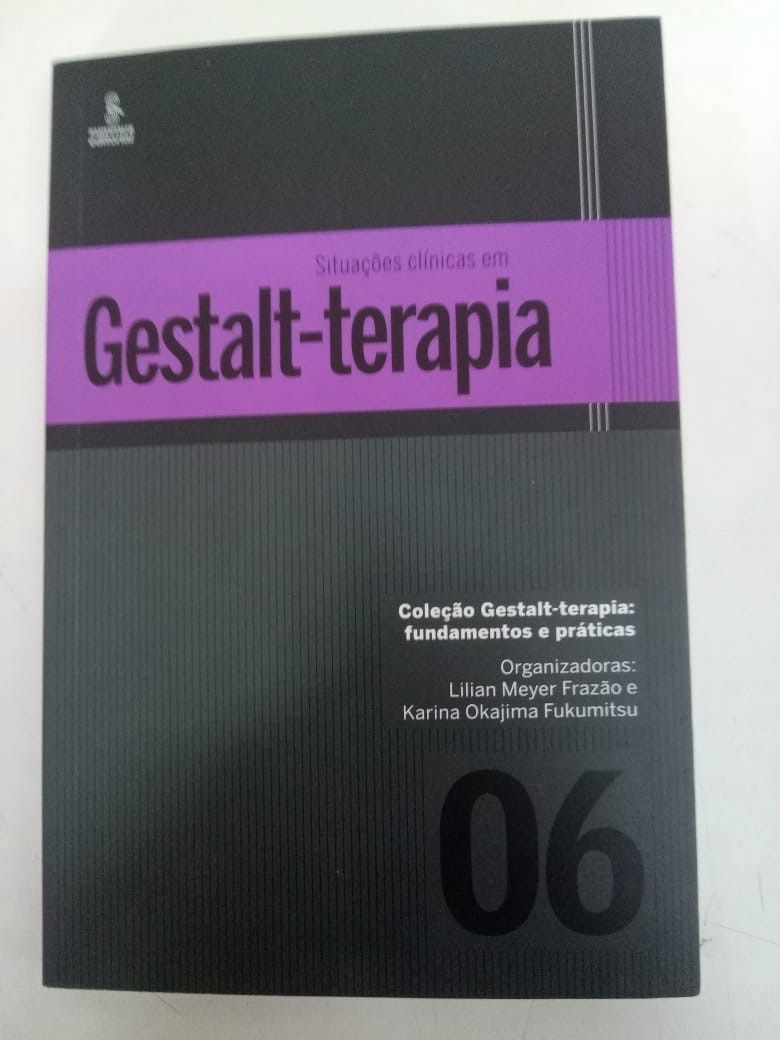 Situações clínicas em
Gestalt-terapia
Coleção Gestalt-terapia:
fundamentos e práticas
Organizadoras:
Lilian Meyer Frazão e
Karina Okajima Fukumitsu
06